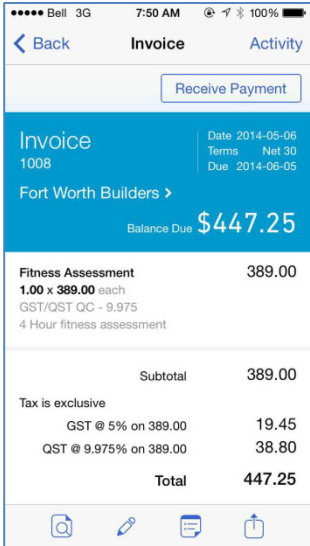 Bell 3G 7:50 AM 100%
Back Invoice Activity
Receive Payment
Invoice Date 2014-05-06
1008 Terms Net 30
Due 2014-06-05
Fort Worth Builders >
Balance Due $447.25
Fitness Assessment 389.00
1.00 x 389.00 each
GST/QST QC - 9.975
4 Hour fitness assessment
Subtotal 389.00
Tax is exclusive
GST @ 5% on 389.00 19.45
QST @ 9.975% on 389.00 38.80
Total 447.25